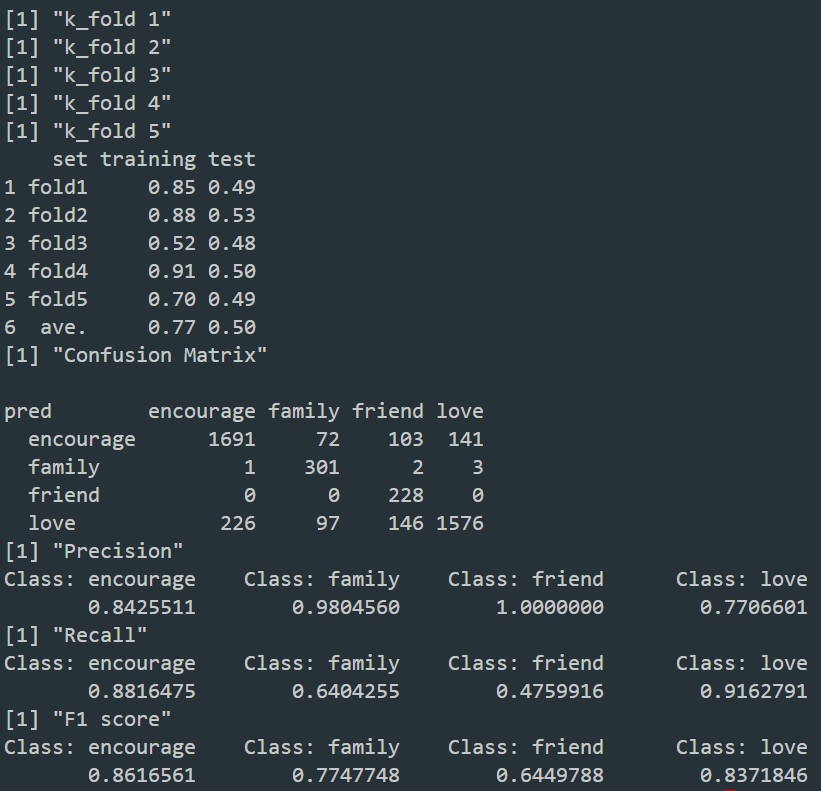 [1] "k_fold 1"
[1] "k_fold 2"
[1] "k_fold 3"
[1] "k_fold 4"
[1] "k_fold 5"
    set training test
1 fold1     0.85 0.49
2 fold2     0.88 0.53
3 fold3     0.52 0.48
4 fold4     0.91 0.50
5 fold5     0.70 0.49
6  ave.     0.77 0.50
[1] "Confusion Matrix"
pred        encourage family friend love
  encourage      1691     72    103  141
  family            1    301      2    3
  friend            0      0    228    0
  love            226     97    146 1576
[1] "Precision"
Class: encourage    Class: family    Class: friend      Class: love
       0.8425511        0.9804560        1.0000000        0.7706601
[1] "Recall"
Class: encourage    Class: family    Class: friend      Class: love
       0.8816475        0.6404255        0.4759916        0.9162791
[1] "F1 score"
Class: encourage    Class: family    Class: friend      Class: love
       0.8616561        0.7747748        0.6449788        0.8371846